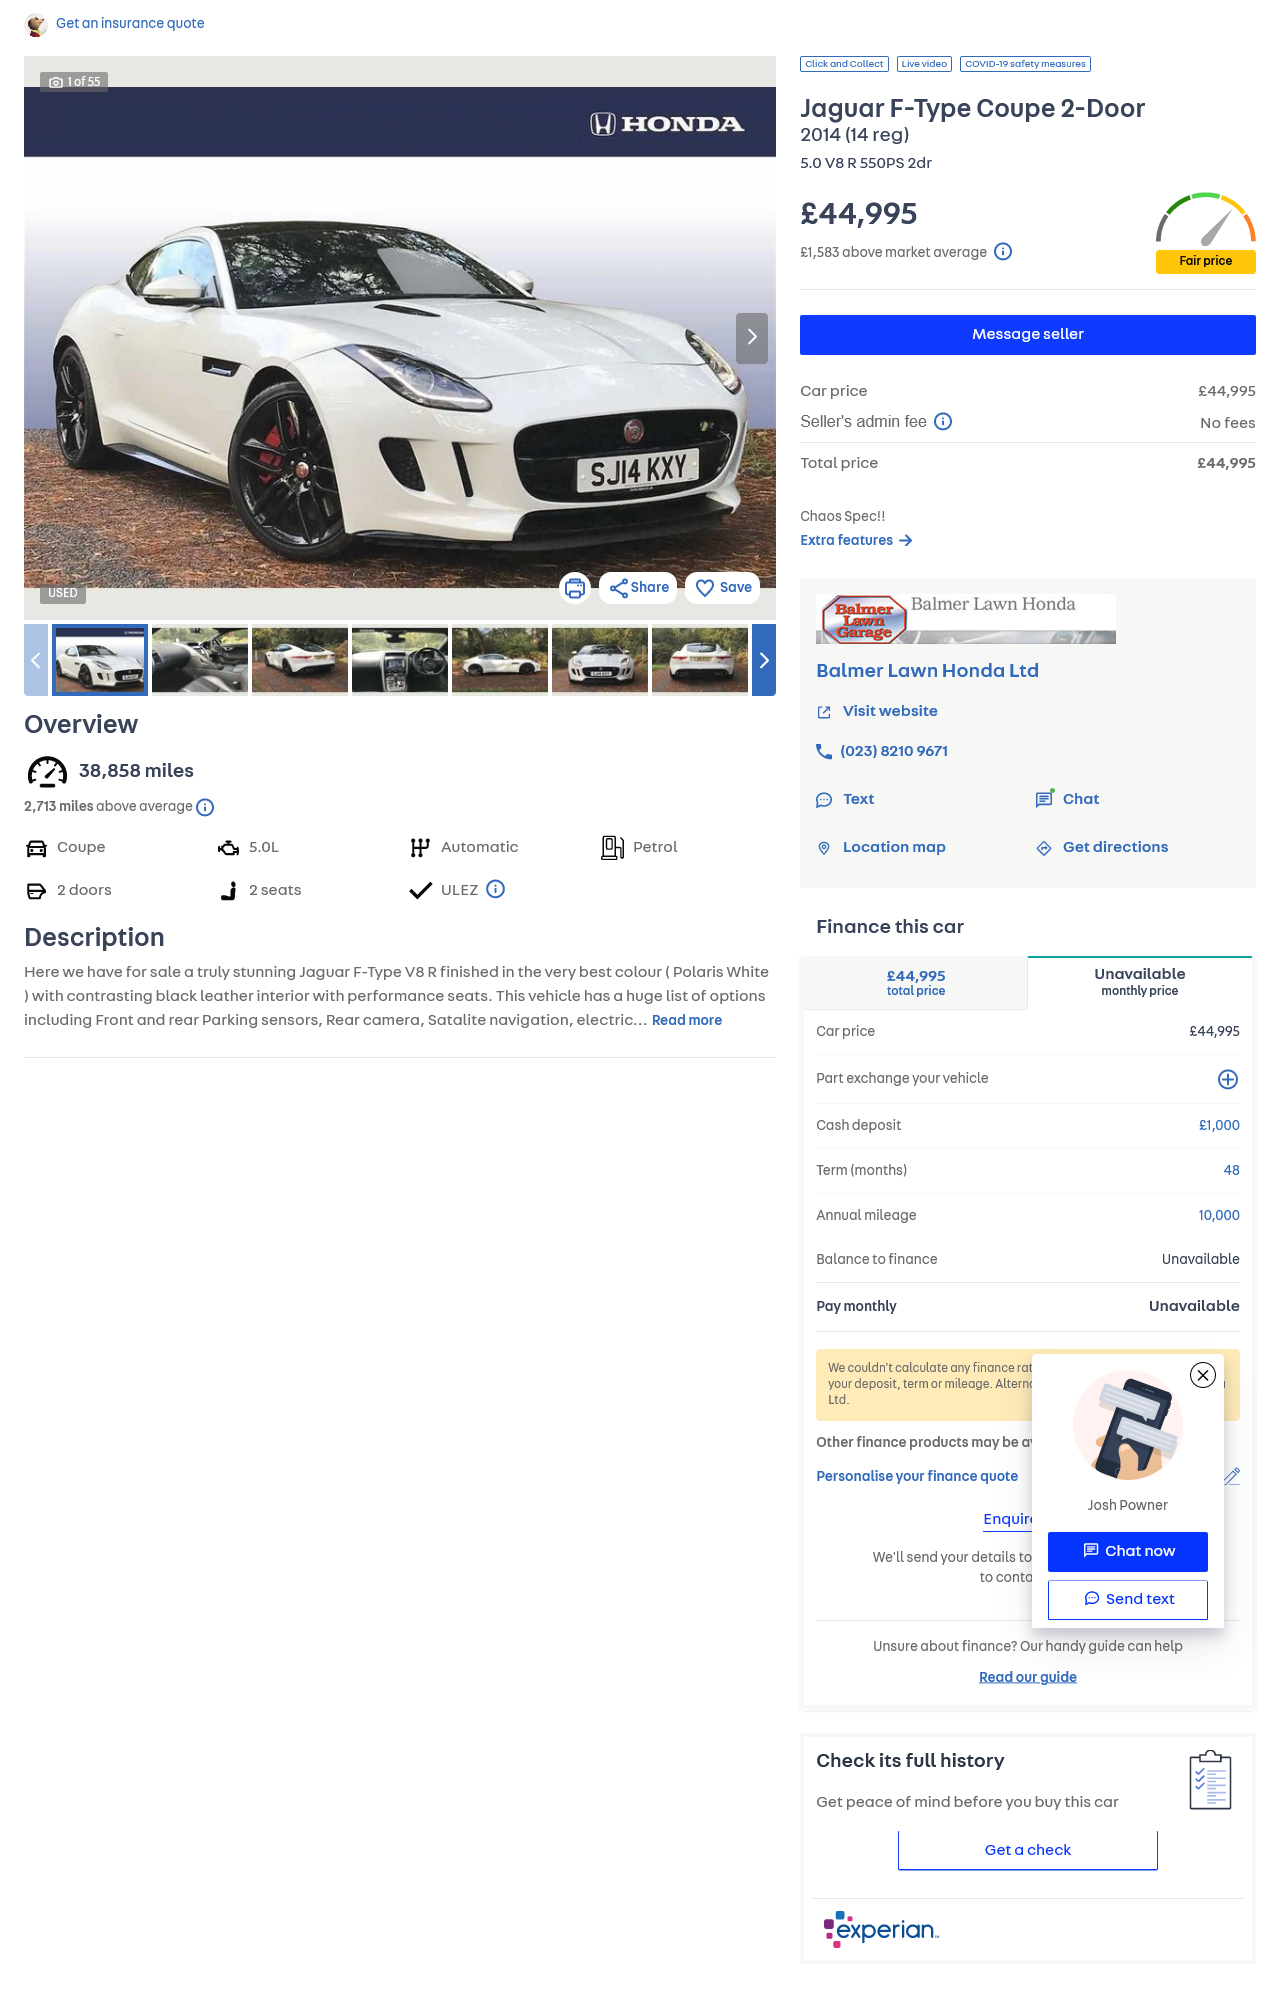 Get an insurance quote
1 of 55
HONDA
SJ14 KXY
USED
Share
Save
Click and Collect
Live video
COVID-19 safety measures
Jaguar F-Type Coupe 2-Door
2014 (14 reg)
5.0 V8 R 550PS 2dr
£44,995
£1,583 above market average
Fair price
Message seller
Car price £44,995
Seller's admin fee No fees
Total price £44,995
Chaos Spec!!
Extra features
Balmer Lawn Garage
Balmer Lawn Honda
Balmer Lawn Honda Ltd
Visit website
(023) 8210 9671
Text
Chat
Location map
Get directions
Overview
38,858 miles
2,713 miles above average
Coupe
5.0L
Automatic
Petrol
2 doors
2 seats
ULEZ
Description
Here we have for sale a truly stunning Jaguar F-Type V8 R finished in the very best colour ( Polaris White
) with contrasting black leather interior with performance seats. This vehicle has a huge list of options
including Front and rear Parking sensors, Rear camera, Satalite navigation, electric... Read more
Finance this car
£44,995
total price
Unavailable
monthly price
Car price £44,995
Part exchange your vehicle
Cash deposit £1,000
Term (months) 48
Annual mileage 10,000
Balance to finance Unavailable
Pay monthly Unavailable
We couldn't calculate any finance
your deposit, term or mileage.
Ltd.
Other finance products may be
Personalise your finance quote
We'll send your details to
to
Josh Powner
Chat now
Send text
Unsure about finance? Our handy guide can help
Read our guide
Check its full history
Get peace of mind before you buy this car
Get a check
experian